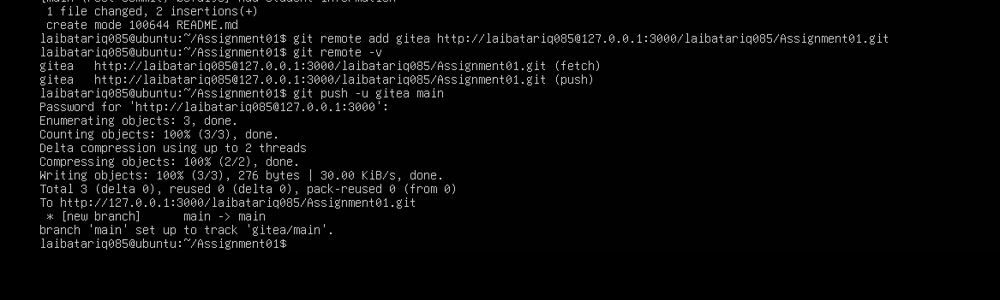 1 file changed, 2 insertions(+)
create mode 100644 README.md
laibatariq085@ubuntu:~/Assignment01$ git remote add gitea http://laibatariq085@127.0.0.1:3000/laibatariq085/Assignment01.git
laibatariq085@ubuntu:~/Assignment01$ git remote -v
gitea   http://laibatariq085@127.0.0.1:3000/laibatariq085/Assignment01.git (fetch)
gitea   http://laibatariq085@127.0.0.1:3000/laibatariq085/Assignment01.git (push)
laibatariq085@ubuntu:~/Assignment01$ git push -u gitea main
Password for 'http://laibatariq085@127.0.0.1:3000':
Enumerating objects: 3, done.
Counting objects: 100% (3/3), done.
Delta compression using up to 2 threads
Compressing objects: 100% (2/2), done.
Writing objects: 100% (3/3), 276 bytes | 30.00 KiB/s, done.
Total 3 (delta 0), reused 0 (delta 0), pack-reused 0 (from 0)
To http://127.0.0.1:3000/laibatariq085/Assignment01.git
 * [new branch]      main -> main
branch 'main' set up to track 'gitea/main'.
laibatariq085@ubuntu:~/Assignment01$